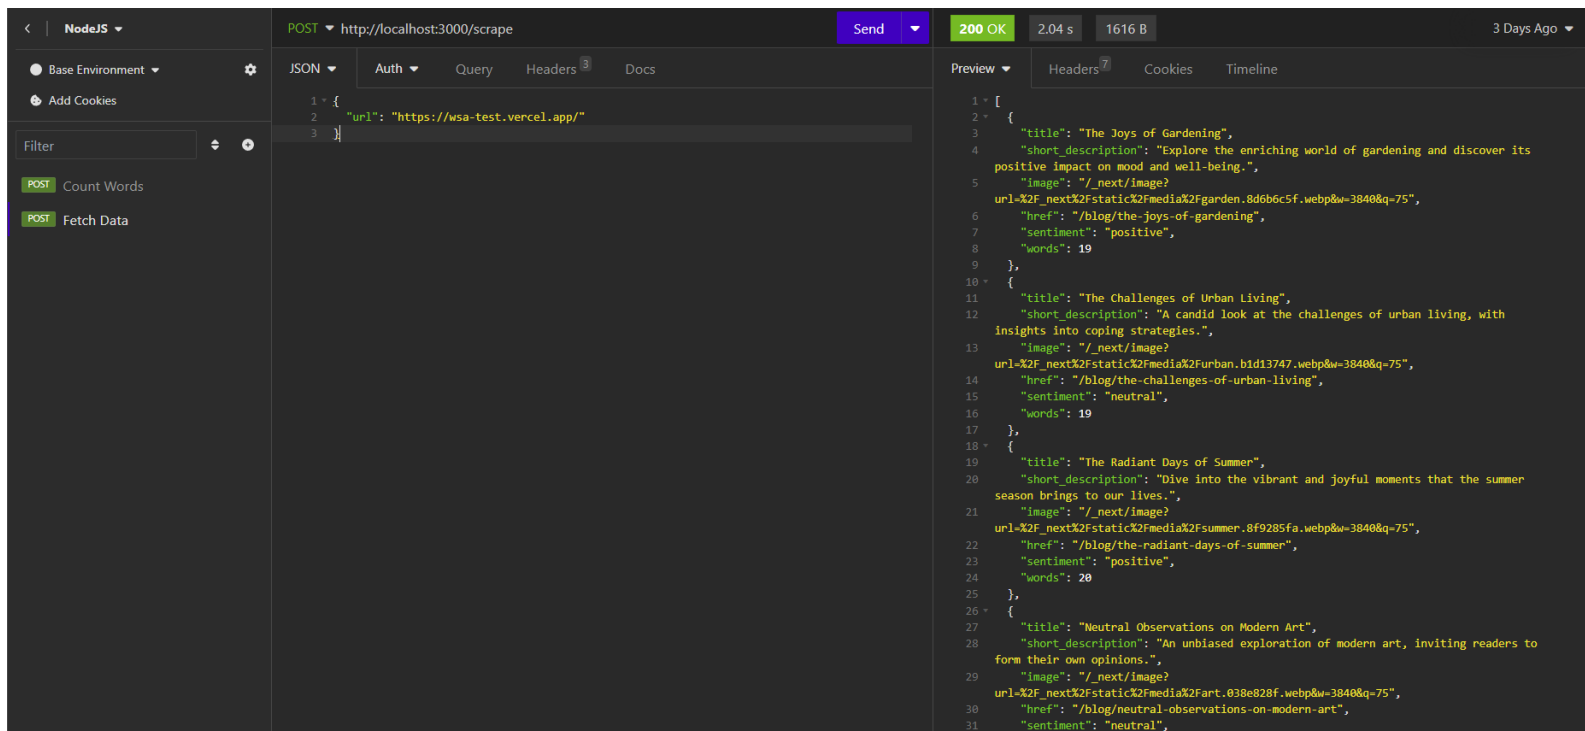 NodeJS
Base Environment
Add Cookies
Filter
POST Count Words
POST Fetch Data
POST http://localhost:3000/scrape Send
JSON Auth Query Headers 3 Docs
1 {
2 "url": "https://wsa-test.vercel.app/"
3 }
200 OK 2.04 s 1616 B 3 Days Ago
Preview Headers 7 Cookies Timeline
1 [
2 {
3 "title": "The Joys of Gardening",
4 "short_description": "Explore the enriching world of gardening and discover its
positive impact on mood and well-being.",
5 "image": "/_next/image?
url=%2F_next%2Fstatic%2Fmedia%2Fgarden.8d6b6c5f.webp&w=3840&q=75",
6 "href": "/blog/the-joys-of-gardening",
7 "sentiment": "positive",
8 "words": 19
9 },
10 {
11 "title": "The Challenges of Urban Living",
12 "short_description": "A candid look at the challenges of urban living, with
insights into coping strategies.",
13 "image": "/_next/image?
url=%2F_next%2Fstatic%2Fmedia%2Furban.b1d13747.webp&w=3840&q=75",
14 "href": "/blog/the-challenges-of-urban-living",
15 "sentiment": "neutral",
16 "words": 19
17 },
18 {
19 "title": "The Radiant Days of Summer",
20 "short_description": "Dive into the vibrant and joyful moments that the summer
season brings to our lives.",
21 "image": "/_next/image?
url=%2F_next%2Fstatic%2Fmedia%2Fsummer.8f9285fa.webp&w=3840&q=75",
22 "href": "/blog/the-radiant-days-of-summer",
23 "sentiment": "positive",
24 "words": 20
25 },
26 {
27 "title": "Neutral Observations on Modern Art",
28 "short_description": "An unbiased exploration of modern art, inviting readers to
form their own opinions.",
29 "image": "/_next/image?
url=%2F_next%2Fstatic%2Fmedia%2Fart.038e828f.webp&w=3840&q=75",
30 "href": "/blog/neutral-observations-on-modern-art",
31 "sentiment": "neutral",